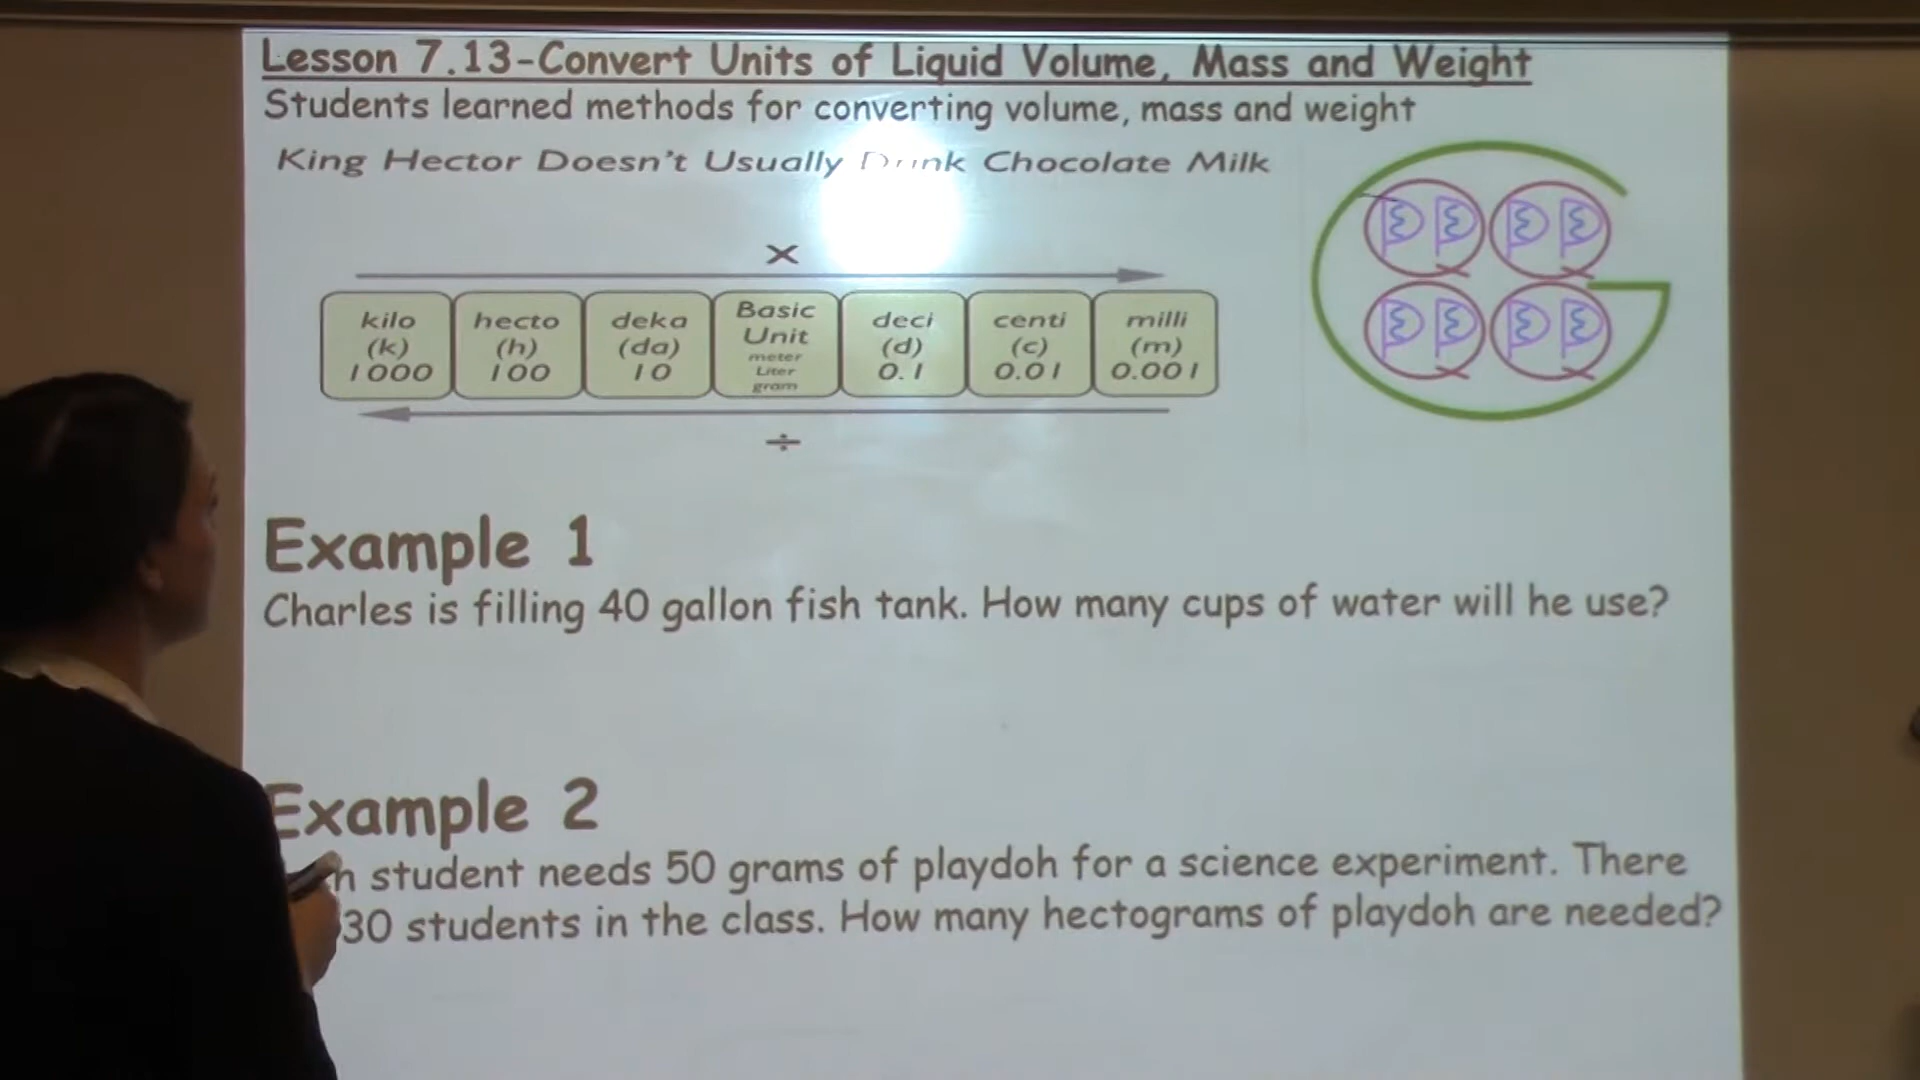 Lesson 7.13-Convert Units of Liquid Volume, Mass and Weight
Students learned methods for converting volume, mass and weight
King Hector Doesn't Usually Drink Chocolate Milk
×
kilo (k) 1000
hecto (h) 100
deka (da) 10
Basic Unit meter Liter gram
deci (d) 0.1
centi (c) 0.01
milli (m) 0.001
÷
G
Q Q
Q Q
Example 1
Charles is filling 40 gallon fish tank. How many cups of water will he use?
Example 2
student needs 50 grams of playdoh for a science experiment. There
30 students in the class. How many hectograms of playdoh are needed?